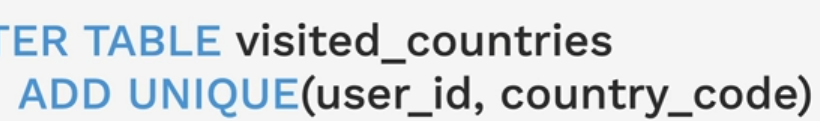 TER TABLE visited_countries
ADD UNIQUE(user_id, country_code)